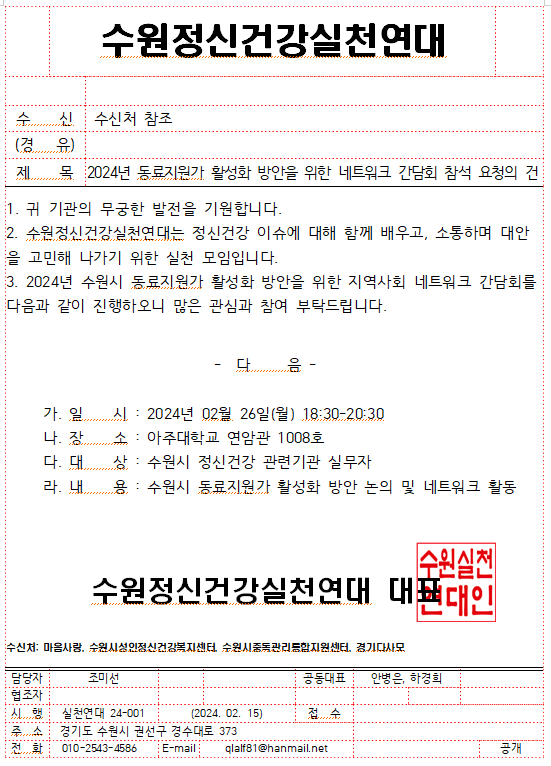 수원정신건강실천연대
수 신 수신처 참조
(경 유)
제 목 2024년 동료지원가 활성화 방안을 위한 네트워크 간담회 참석 요청의 건
1. 귀 기관의 무궁한 발전을 기원합니다.
2. 수원정신건강실천연대는 정신건강 이슈에 대해 함께 배우고, 소통하며 대안
을 고민해 나가기 위한 실천 모임입니다.
3. 2024년 수원시 동료지원가 활성화 방안을 위한 지역사회 네트워크 간담회를
다음과 같이 진행하오니 많은 관심과 참여 부탁드립니다.
- 다 음 -
가. 일 시 : 2024년 02월 26일(월) 18:30-20:30
나. 장 소 : 아주대학교 연암관 1008호
다. 대 상 : 수원시 정신건강 관련기관 실무자
라. 내 용 : 수원시 동료지원가 활성화 방안 논의 및 네트워크 활동
수원정신건강실천연대 대표
수원실천
연대인
수신처: 마음사랑, 수원시성인정신건강복지센터, 수원시중독관리통합지원센터, 경기다사모
담당자 조미선 공동대표 안병은, 하경희
협조자
시 행 실천연대 24-001 (2024. 02. 15) 접 수
주 소 경기도 수원시 권선구 경수대로 373
전 화 010-2543-4586 E-mail qlalf81@hanmail.net 공개